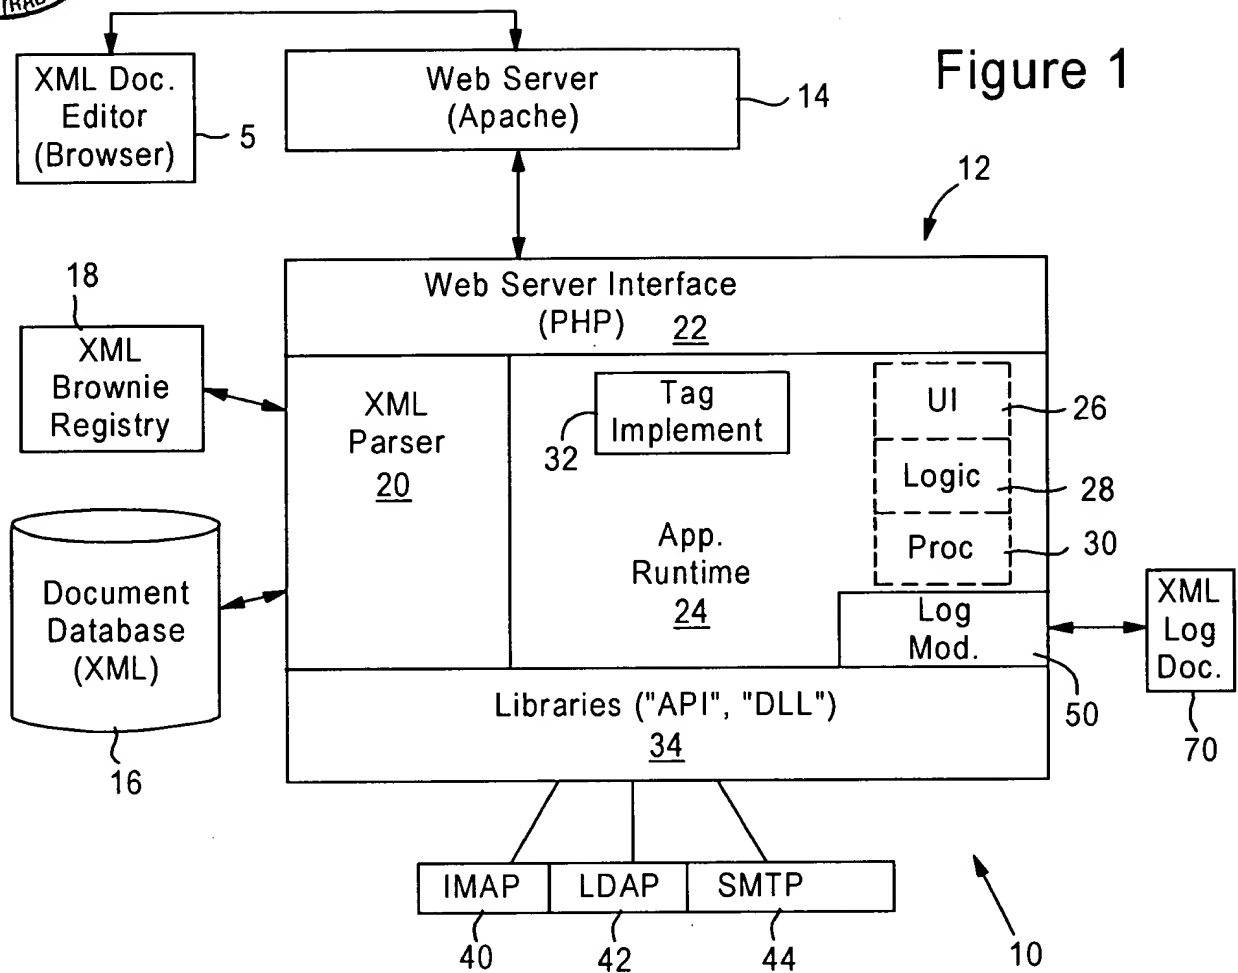 TRAD
XML Doc.
Editor
(Browser)
5
Web Server
(Apache)
14
Figure 1
12
18
XML
Brownie
Registry
Web Server Interface
(PHP) 22
XML
Parser
20
Tag
Implement
32
UI
26
Logic
28
Proc
30
App.
Runtime
24
Log
Mod.
50
XML
Log
Doc.
70
Document
Database
(XML)
16
Libraries ("API", "DLL")
34
IMAP
LDAP
SMTP
40
42
44
10